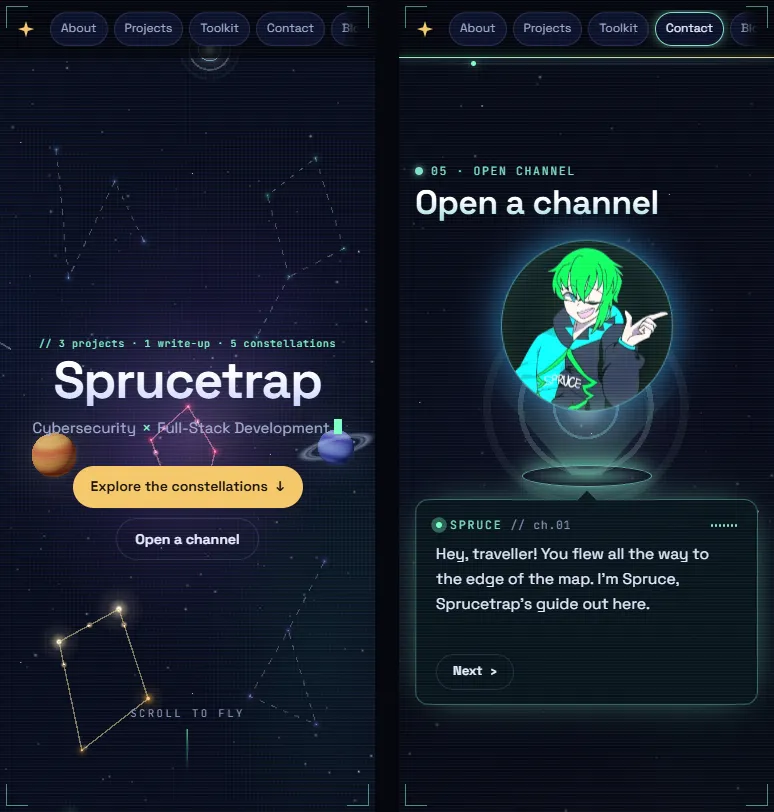 About Projects Toolkit Contact
// 3 projects · 1 write-up · 5 constellations
Sprucetrap
Cybersecurity × Full-Stack Development
Explore the constellations ↓
Open a channel
SCROLL TO FLY
About Projects Toolkit Contact
05 · OPEN CHANNEL
Open a channel
SPRUCE
SPRUCE // ch.01
Hey, traveller! You flew all the way to
the edge of the map. I'm Spruce,
Sprucetrap's guide out here.
Next >